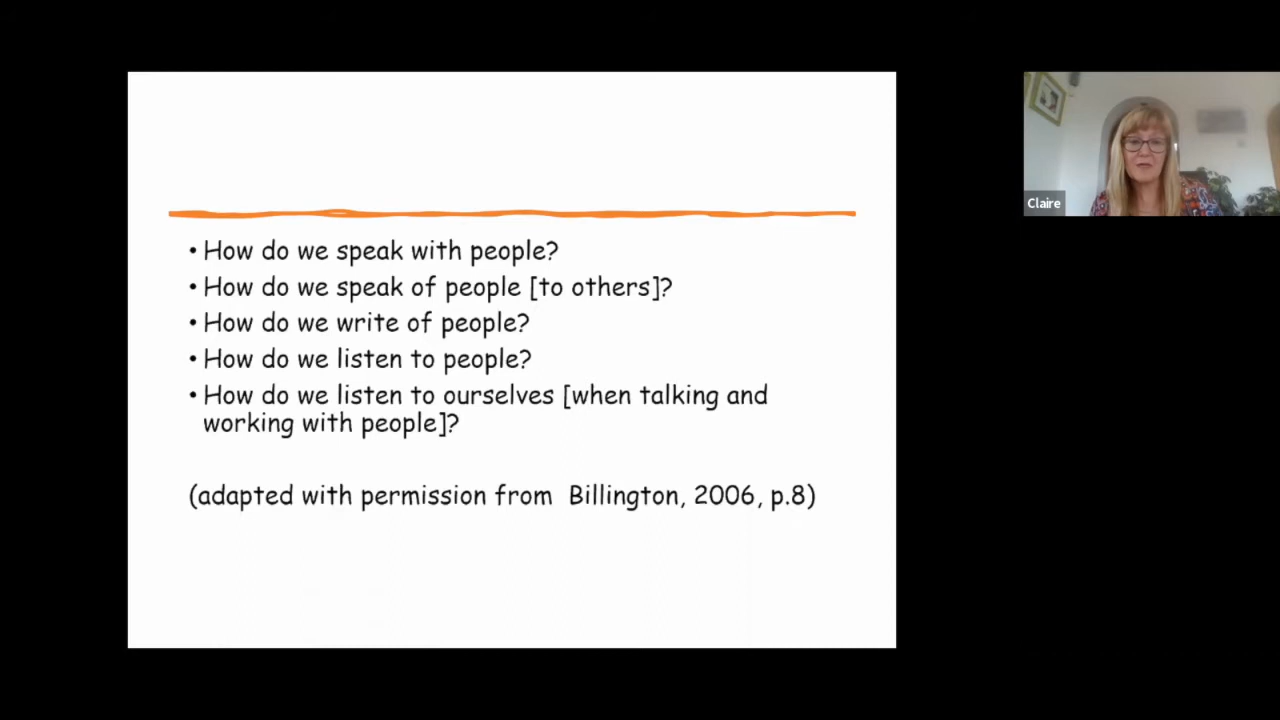 • How do we speak with people?
• How do we speak of people [to others]?
• How do we write of people?
• How do we listen to people?
• How do we listen to ourselves [when talking and
working with people]?
(adapted with permission from  Billington, 2006, p.8)
Claire